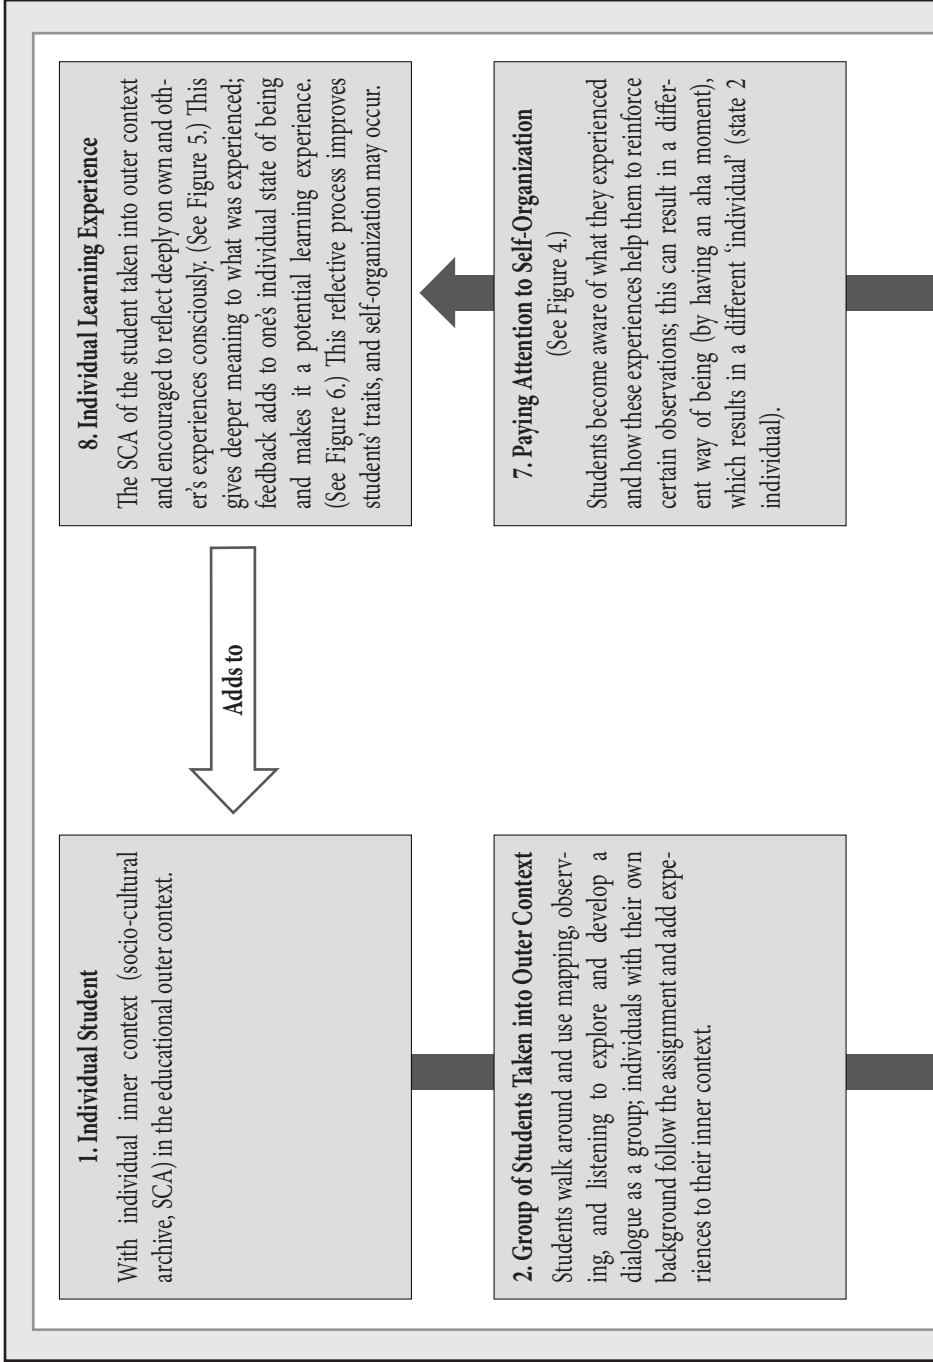 1. Individual Student
With individual inner context (socio-cultural
archive, SCA) in the educational outer context.
Adds to
8. Individual Learning Experience
The SCA of the student taken into outer context
and encouraged to reflect deeply on own and oth-
er's experiences consciously. (See Figure 5.) This
gives deeper meaning to what was experienced;
feedback adds to one's individual state of being
and makes it a potential learning experience.
(See Figure 6.) This reflective process improves
students' traits, and self-organization may occur.
2. Group of Students Taken into Outer Context
Students walk around and use mapping, observ-
ing, and listening to explore and develop a
dialogue as a group; individuals with their own
background follow the assignment and add expe-
riences to their inner context.
7. Paying Attention to Self-Organization
(See Figure 4.)
Students become aware of what they experienced
and how these experiences help them to reinforce
certain observations; this can result in a differ-
ent way of being (by having an aha moment),
which results in a different ‘individual’ (state 2
individual).